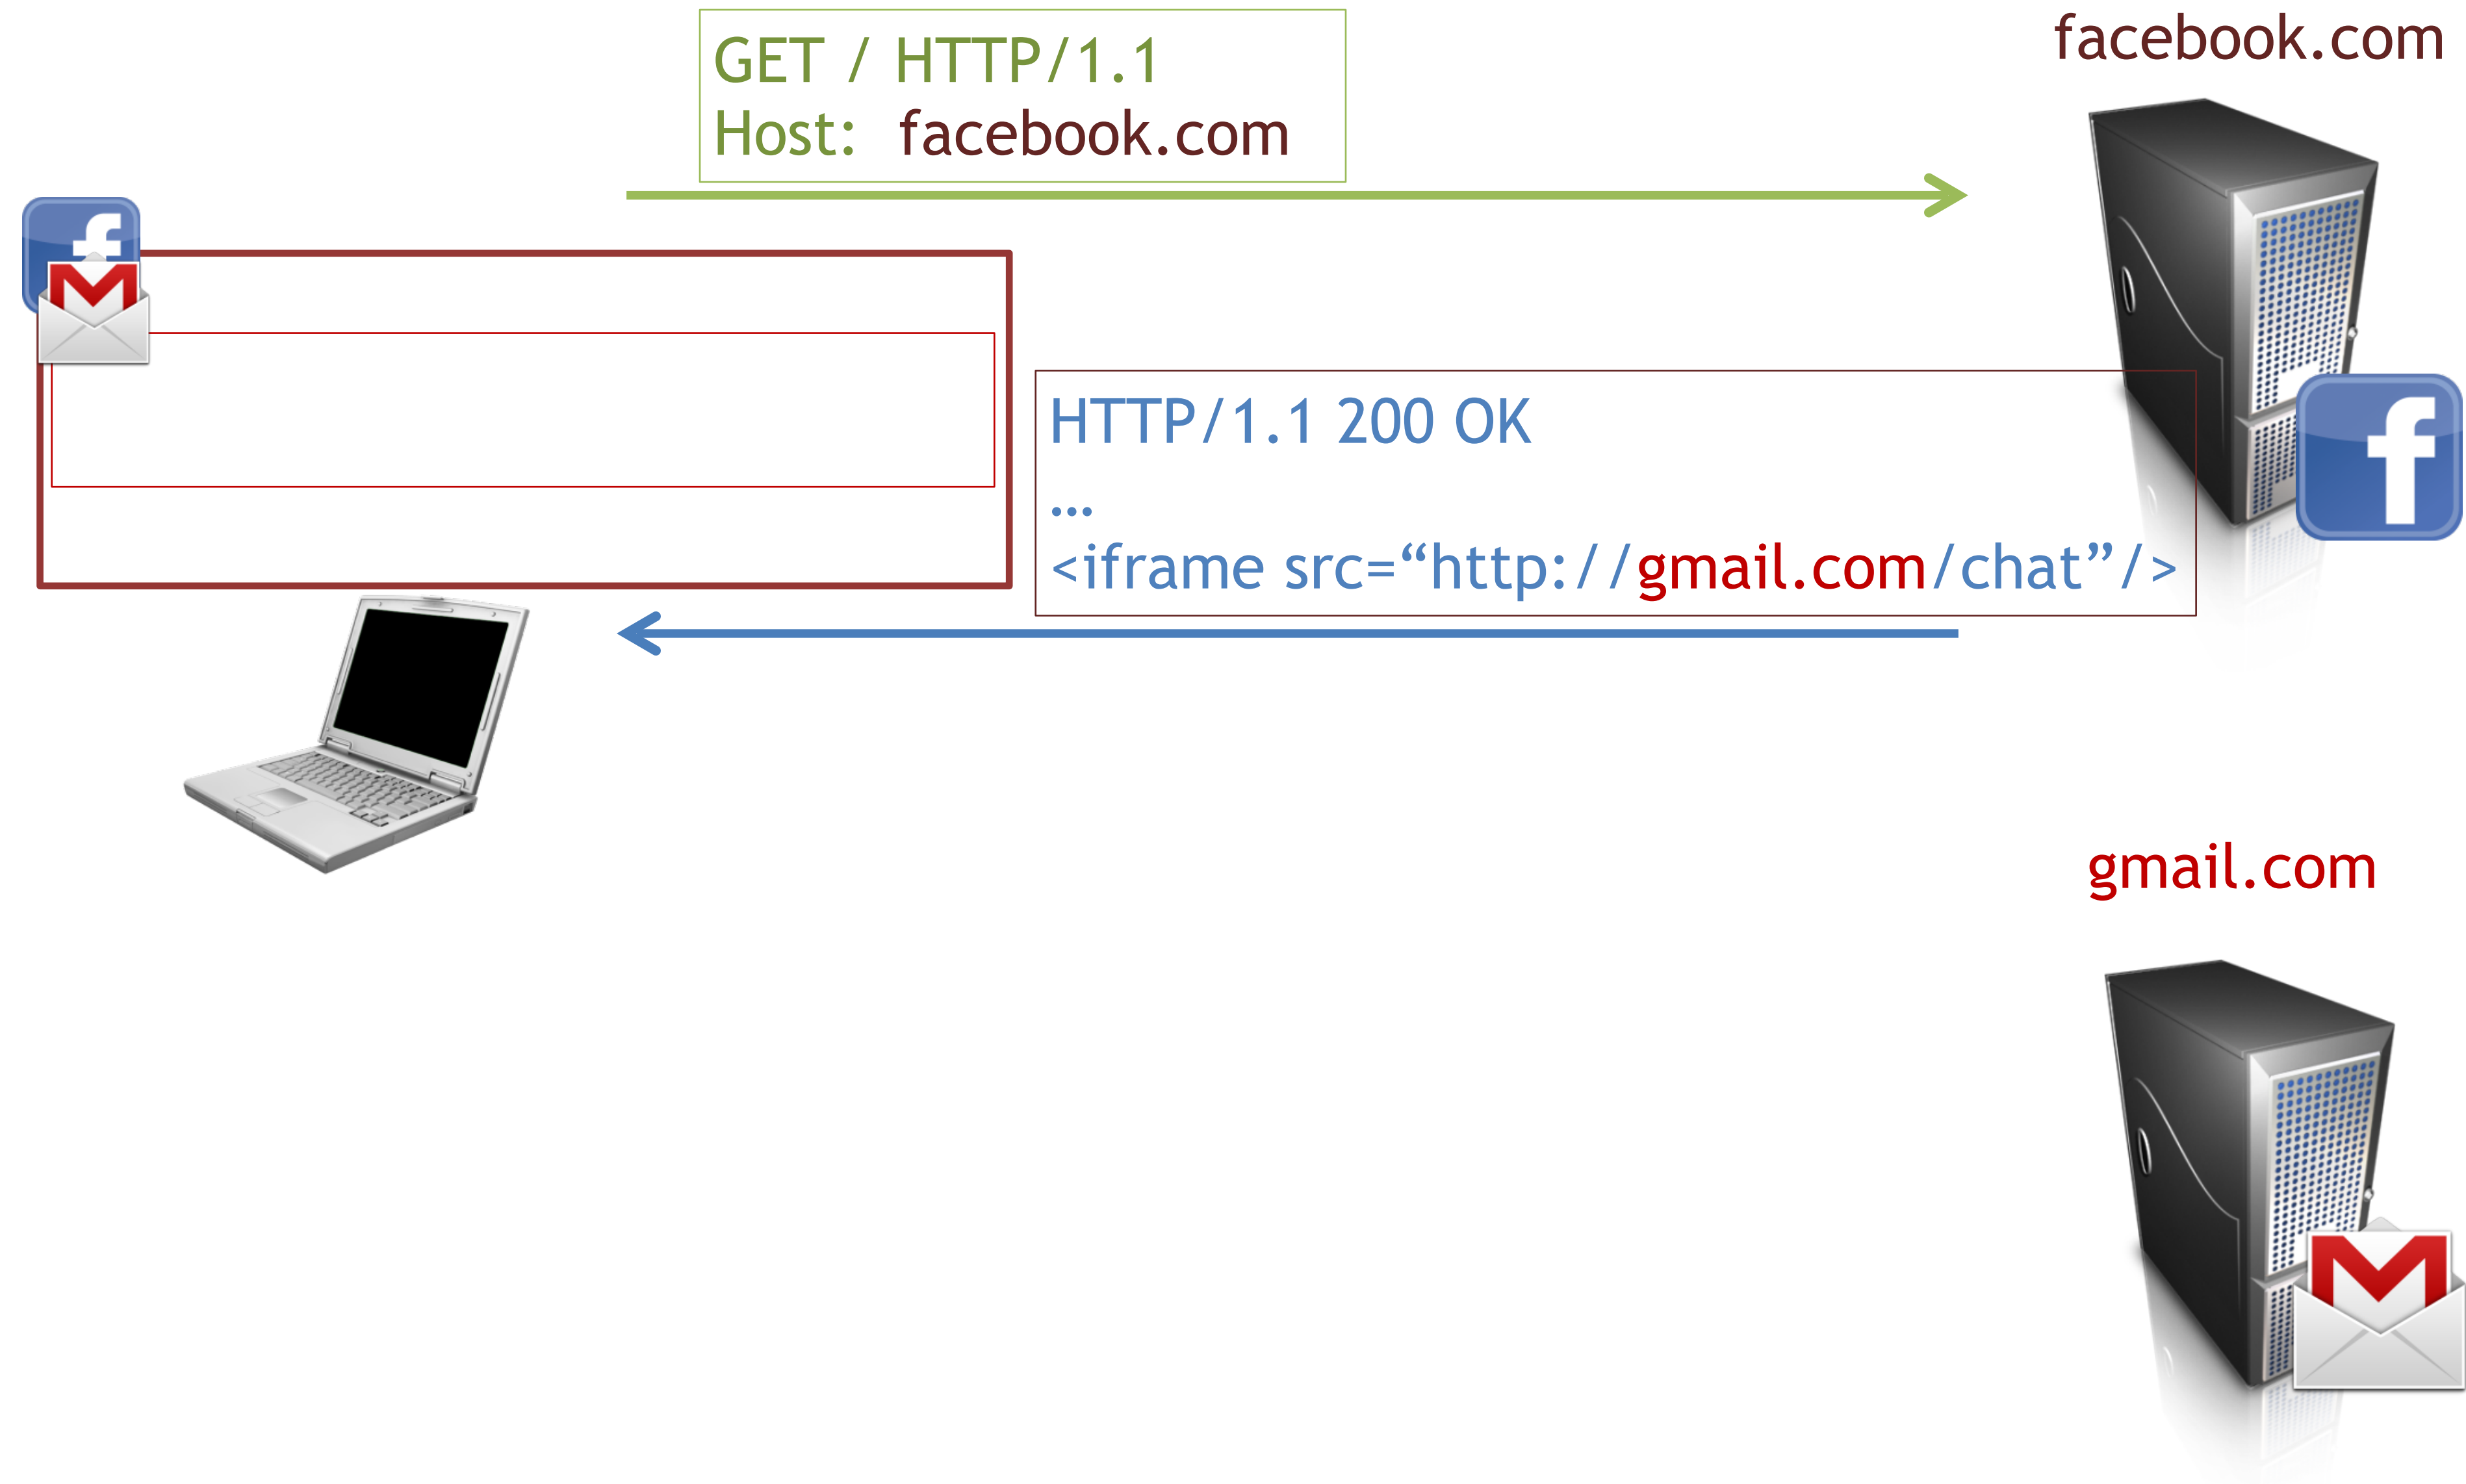 facebook.com
GET / HTTP/1.1
Host: facebook.com
HTTP/1.1 200 OK
…
<iframe src=“http://gmail.com/chat”/>
gmail.com